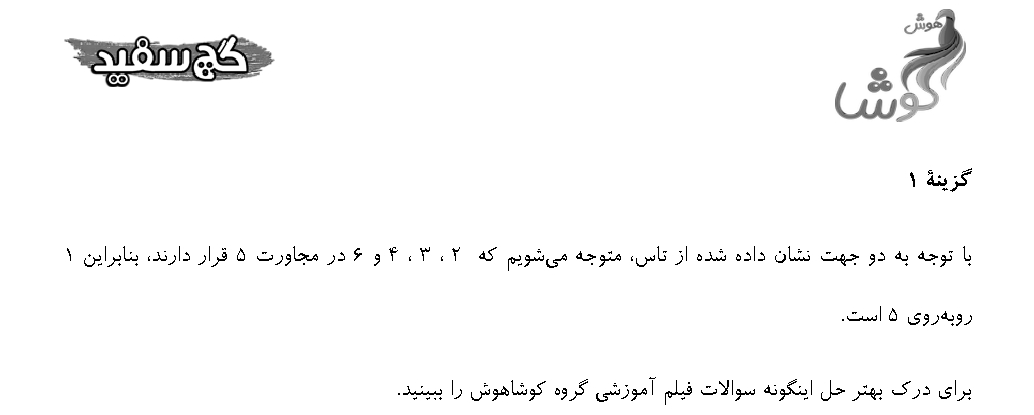 گچ سفید
هوش
کوشا
گزینۀ ۱
با توجه به دو جهت نشان داده شده از تاس، متوجه می‌شویم که ۲ ، ۳ ، ۴ و ۶ در مجاورت ۵ قرار دارند، بنابراین ۱
روبه‌روی ۵ است.
برای درک بهتر حل اینگونه سوالات فیلم آموزشی گروه کوشاهوش را ببینید.